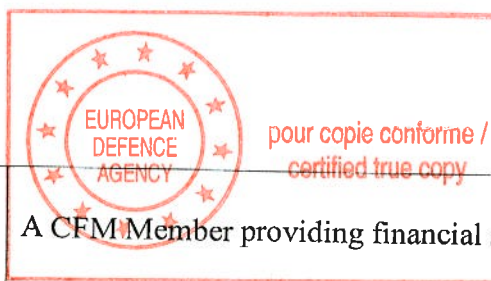 EUROPEAN
DEFENCE
AGENCY
pour copie conforme /
certified true copy
A CFM Member providing financial